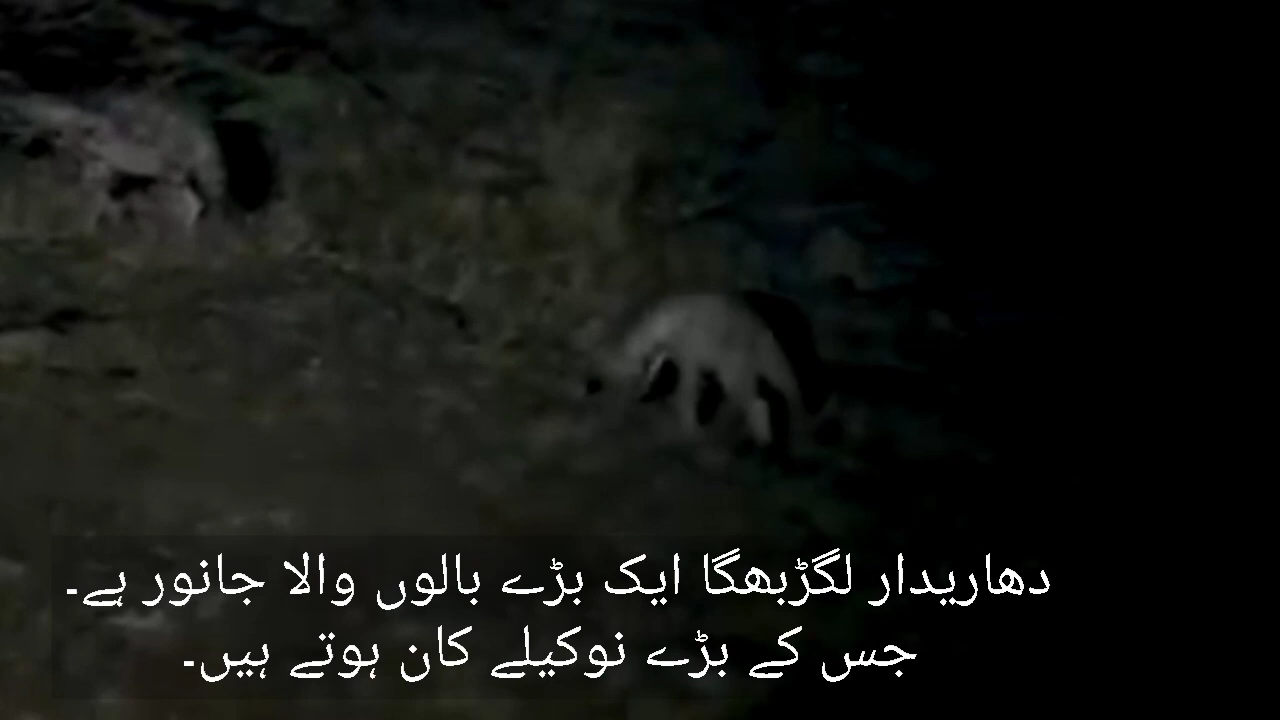 دھاریدار لگڑبھگا ایک بڑے بالوں والا جانور ہے۔
جس کے بڑے نوکیلے کان ہوتے ہیں۔